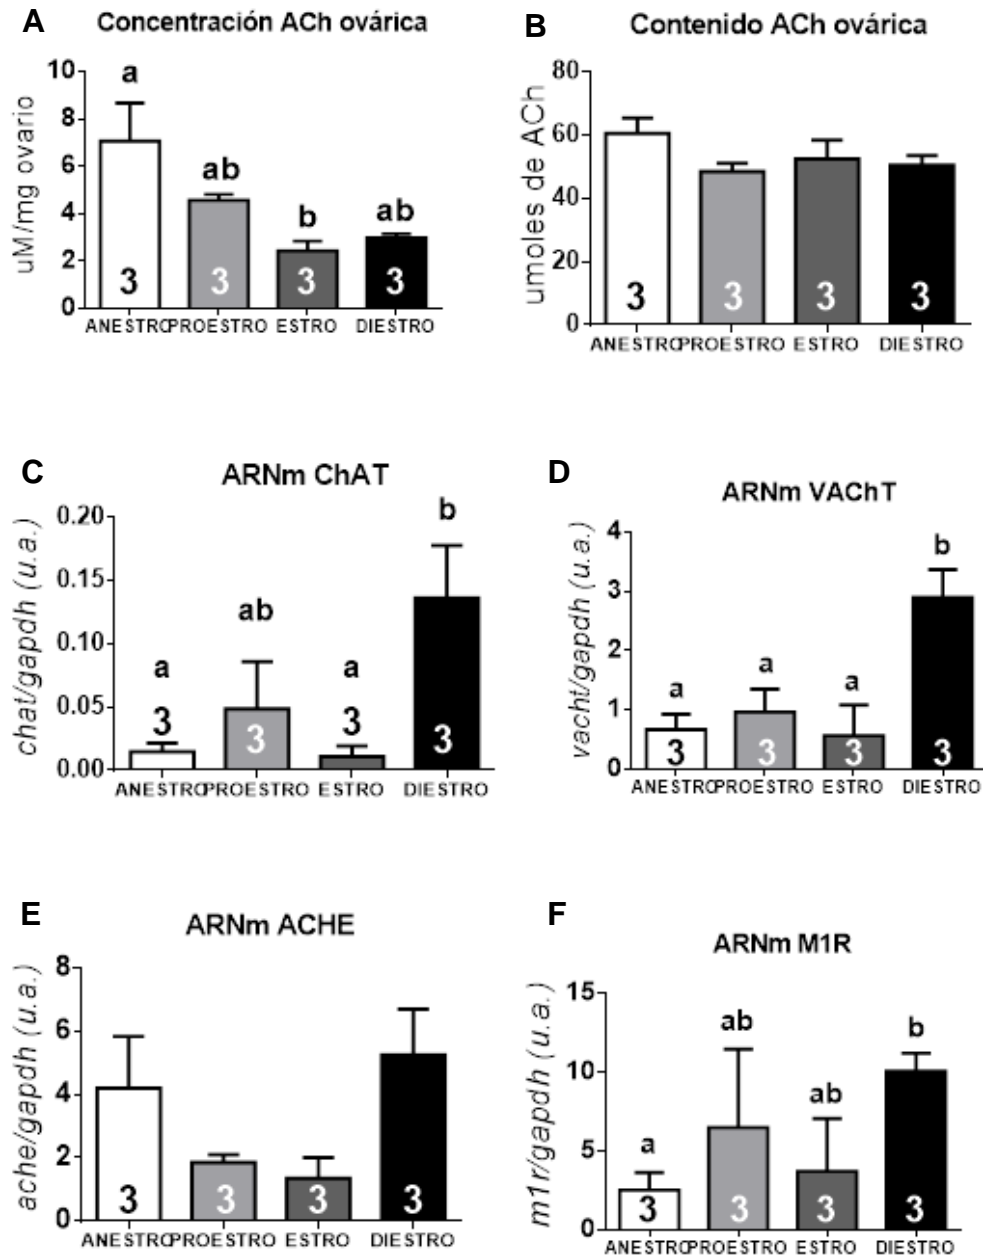 A
Concentración ACh ovárica
uM/mg ovario
10
8
6
4
2
0
a
ab
b
ab
3
3
3
3
ANESTRO
PROESTRO
ESTRO
DIESTRO
B
Contenido ACh ovárica
umoles de ACh
80
60
40
20
0
3
3
3
3
ANESTRO
PROESTRO
ESTRO
DIESTRO
C
ARNm ChAT
chat/gapdh (u.a.)
0.20
0.15
0.10
0.05
0.00
a
ab
a
b
3
3
3
3
ANESTRO
PROESTRO
ESTRO
DIESTRO
D
ARNm VAChT
vacht/gapdh (u.a.)
4
3
2
1
0
a
a
a
b
3
3
3
3
ANESTRO
PROESTRO
ESTRO
DIESTRO
E
ARNm ACHE
ache/gapdh (u.a.)
8
6
4
2
0
3
3
3
3
ANESTRO
PROESTRO
ESTRO
DIESTRO
F
ARNm M1R
m1r/gapdh (u.a.)
15
10
5
0
a
ab
ab
b
3
3
3
3
ANESTRO
PROESTRO
ESTRO
DIESTRO